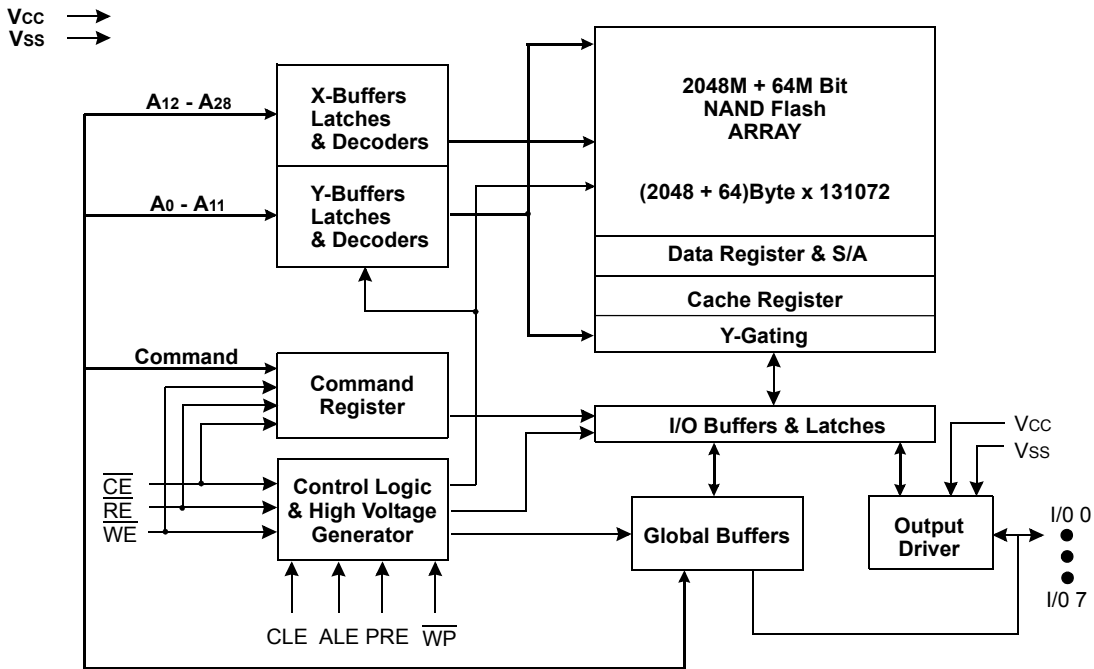 VCC
VSS
A12 - A28
X-Buffers
Latches
& Decoders
A0 - A11
Y-Buffers
Latches
& Decoders
2048M + 64M Bit
NAND Flash
ARRAY
(2048 + 64)Byte x 131072
Data Register & S/A
Cache Register
Y-Gating
Command
Command
Register
I/O Buffers & Latches
VCC
VSS
CE
RE
WE
Control Logic
& High Voltage
Generator
Global Buffers
Output
Driver
I/0 0
I/0 7
CLE
ALE
PRE
WP